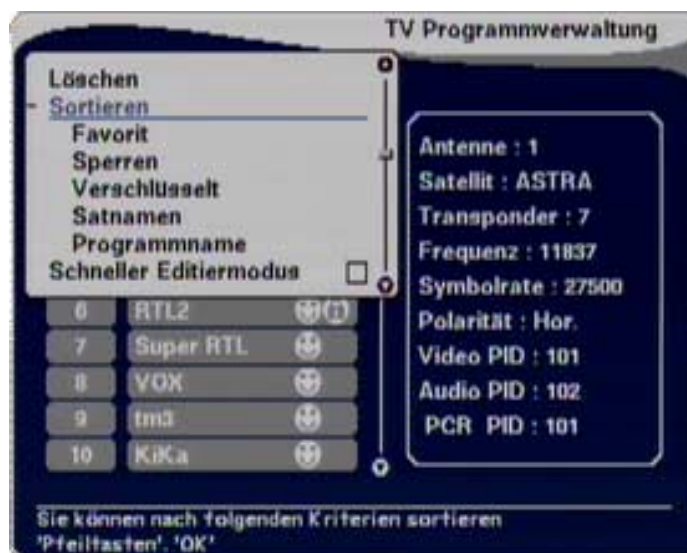 TV Programmverwaltung
Löschen
- Sortieren
Favorit
Sperren
Verschlüsselt
Satnamen
Programmname
Schneller Editiermodus
6 RTL2
7 Super RTL
8 VOX
9 tm3
10 KiKa
Antenne : 1
Satellit : ASTRA
Transponder : 7
Frequenz : 11837
Symbolrate : 27500
Polarität : Hor.
Video PID : 101
Audio PID : 102
PCR PID : 101
Sie können nach folgenden Kriterien sortieren
'Pfeiltasten'. 'OK'